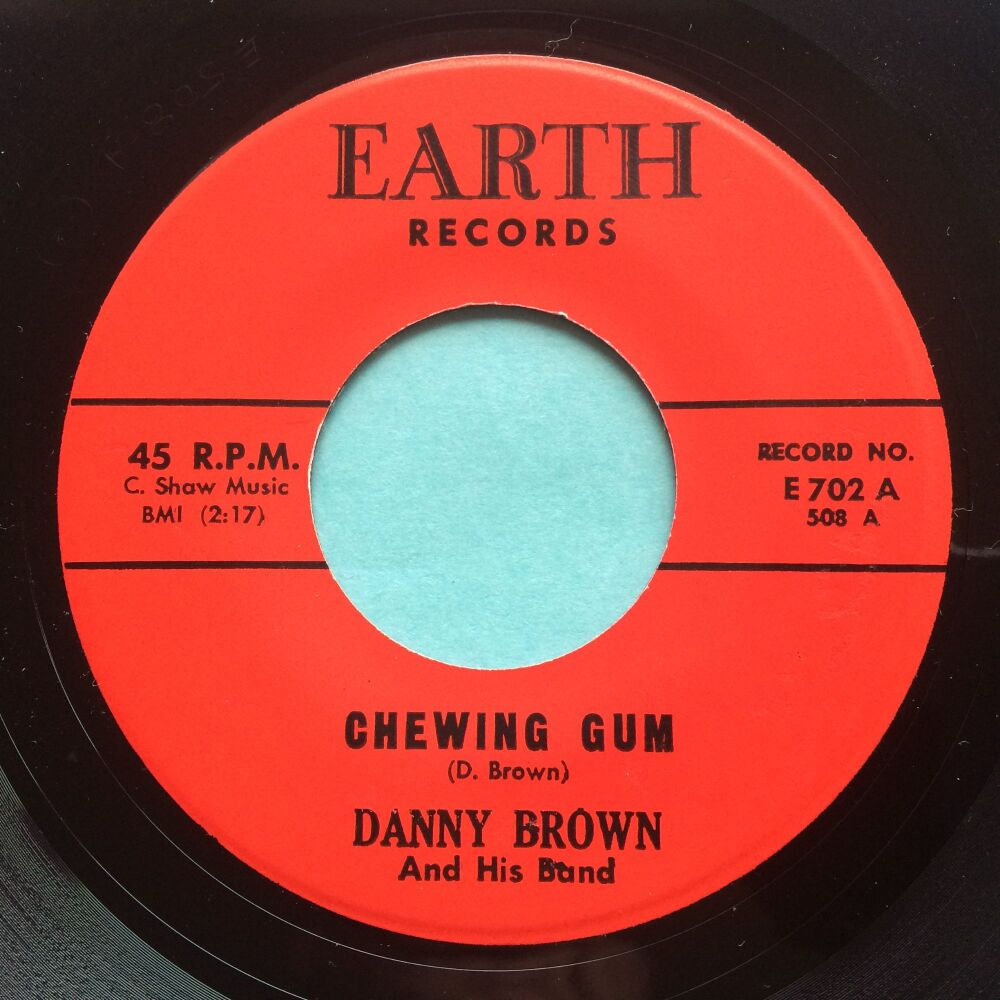 EARTH
RECORDS
45 R.P.M.
C. Shaw Music
BMI (2:17)
RECORD NO.
E 702 A
508 A
CHEWING GUM
(D. Brown)
DANNY BROWN
And His Band